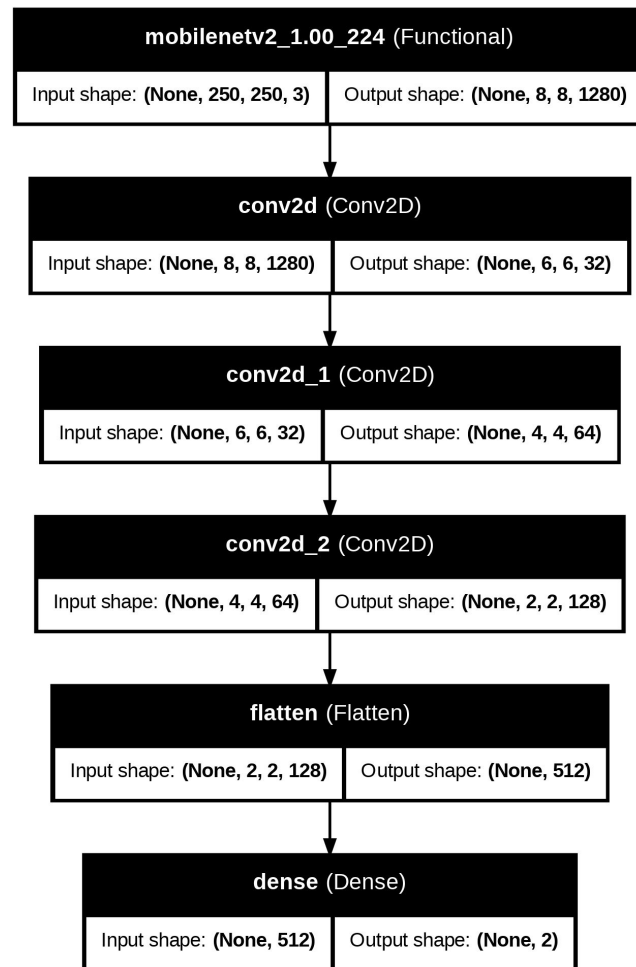 mobilenetv2_1.00_224 (Functional)
Input shape: (None, 250, 250, 3) Output shape: (None, 8, 8, 1280)
conv2d (Conv2D)
Input shape: (None, 8, 8, 1280) Output shape: (None, 6, 6, 32)
conv2d_1 (Conv2D)
Input shape: (None, 6, 6, 32) Output shape: (None, 4, 4, 64)
conv2d_2 (Conv2D)
Input shape: (None, 4, 4, 64) Output shape: (None, 2, 2, 128)
flatten (Flatten)
Input shape: (None, 2, 2, 128) Output shape: (None, 512)
dense (Dense)
Input shape: (None, 512) Output shape: (None, 2)